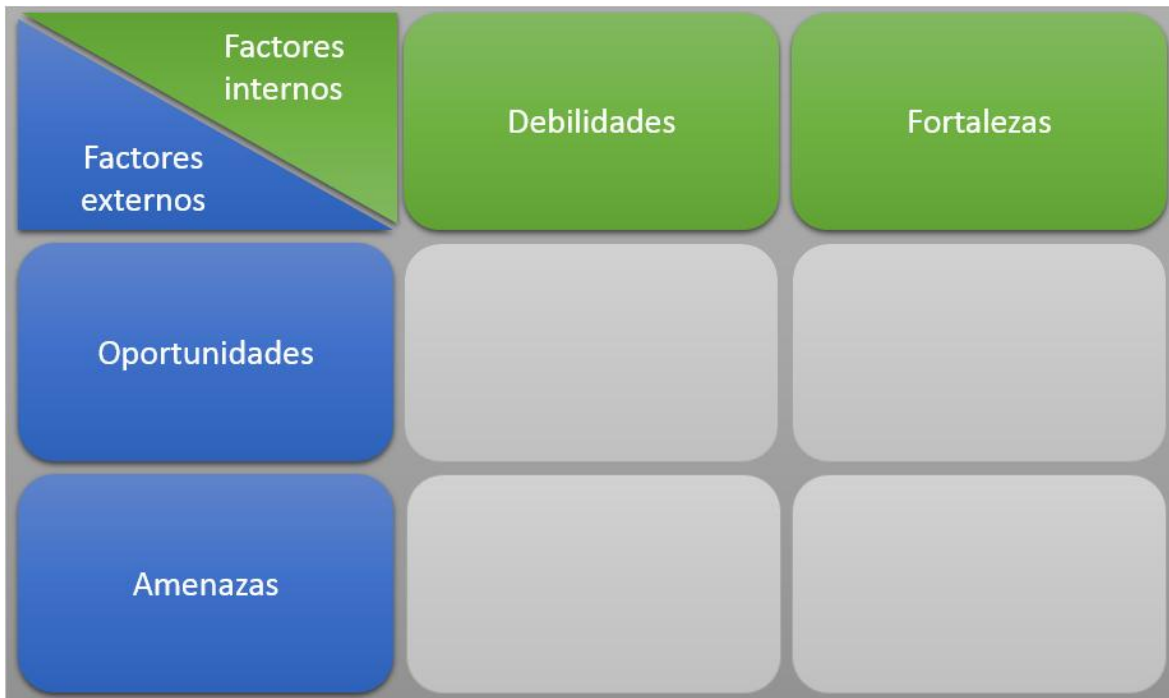 Factores
internos
Factores
externos
Debilidades
Fortalezas
Oportunidades
Amenazas